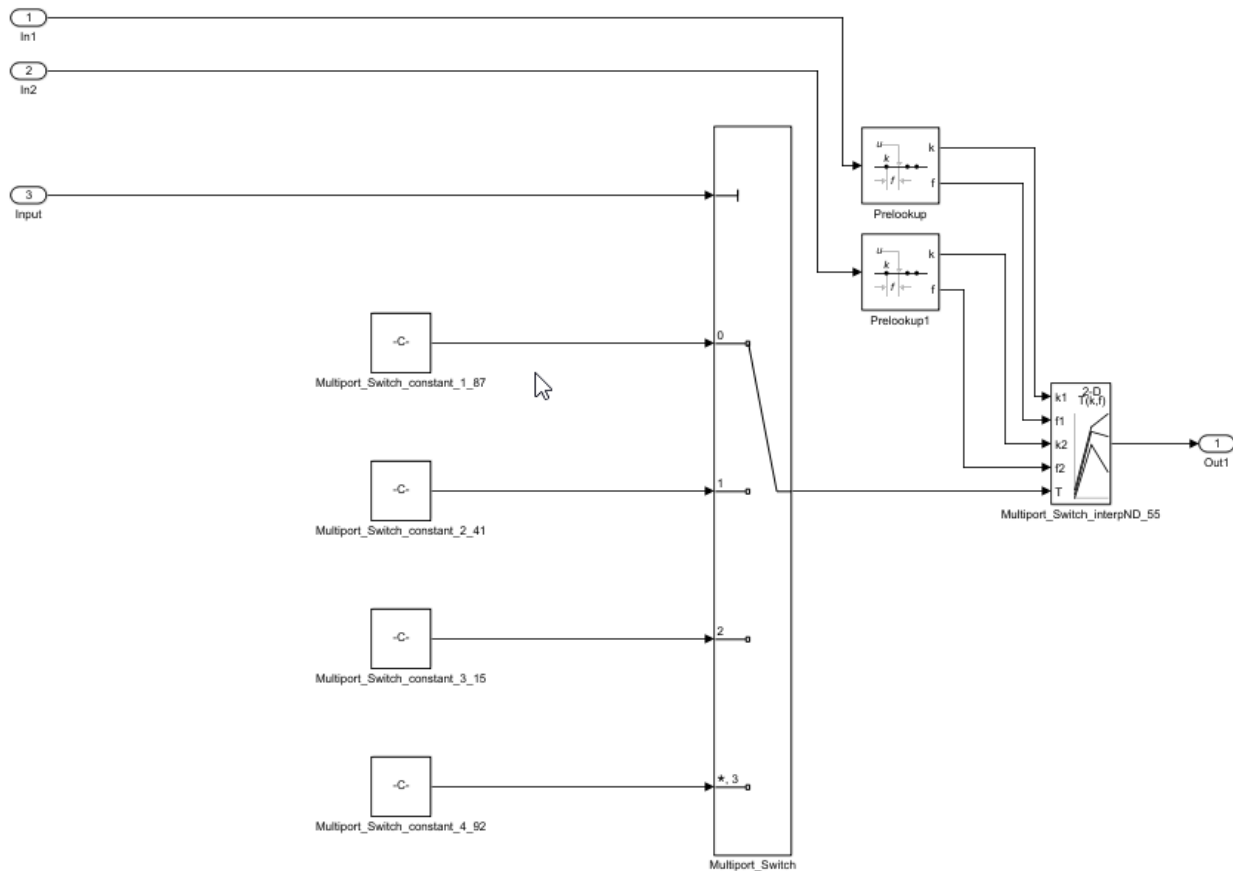 1
In1
2
In2
3
Input
u
k
f
k
f
Prelookup
u
k
f
k
f
Prelookup1
-C-
Multiport_Switch_constant_1_87
0
-C-
Multiport_Switch_constant_2_41
1
-C-
Multiport_Switch_constant_3_15
2
-C-
Multiport_Switch_constant_4_92
*, 3
Multiport_Switch
2-D
T(k,f)
k1
f1
k2
f2
T
Multiport_Switch_interpND_55
1
Out1